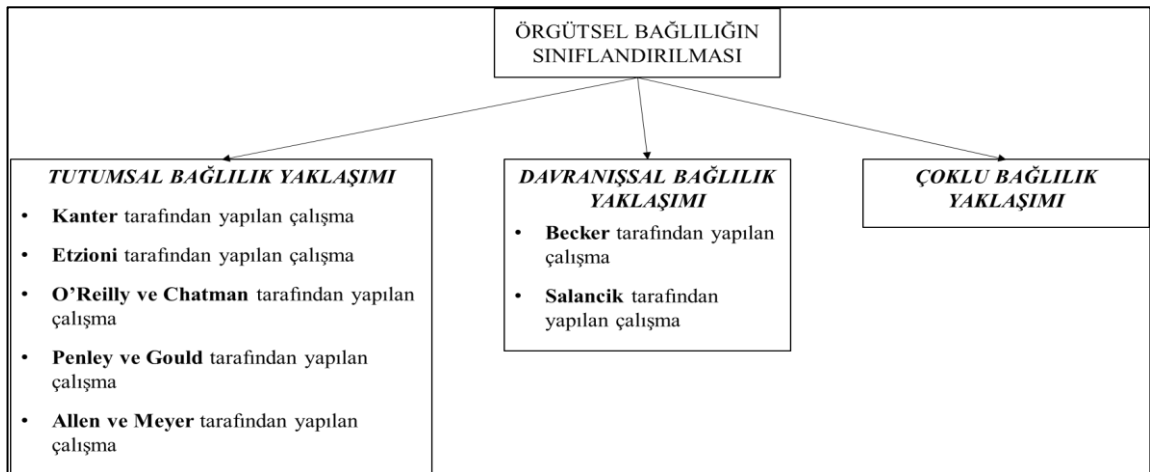 ÖRGÜTSEL BAĞLILIĞIN
SINIFLANDIRILMASI
TUTUMSAL BAĞLILIK YAKLAŞIMI
• Kanter tarafından yapılan çalışma
• Etzioni tarafından yapılan çalışma
• O’Reilly ve Chatman tarafından yapılan
çalışma
• Penley ve Gould tarafından yapılan
çalışma
• Allen ve Meyer tarafından yapılan
çalışma
DAVRANIŞSAL BAĞLILIK
YAKLAŞIMI
• Becker tarafından yapılan
çalışma
• Salancik tarafından
yapılan çalışma
ÇOKLU BAĞLILIK
YAKLAŞIMI